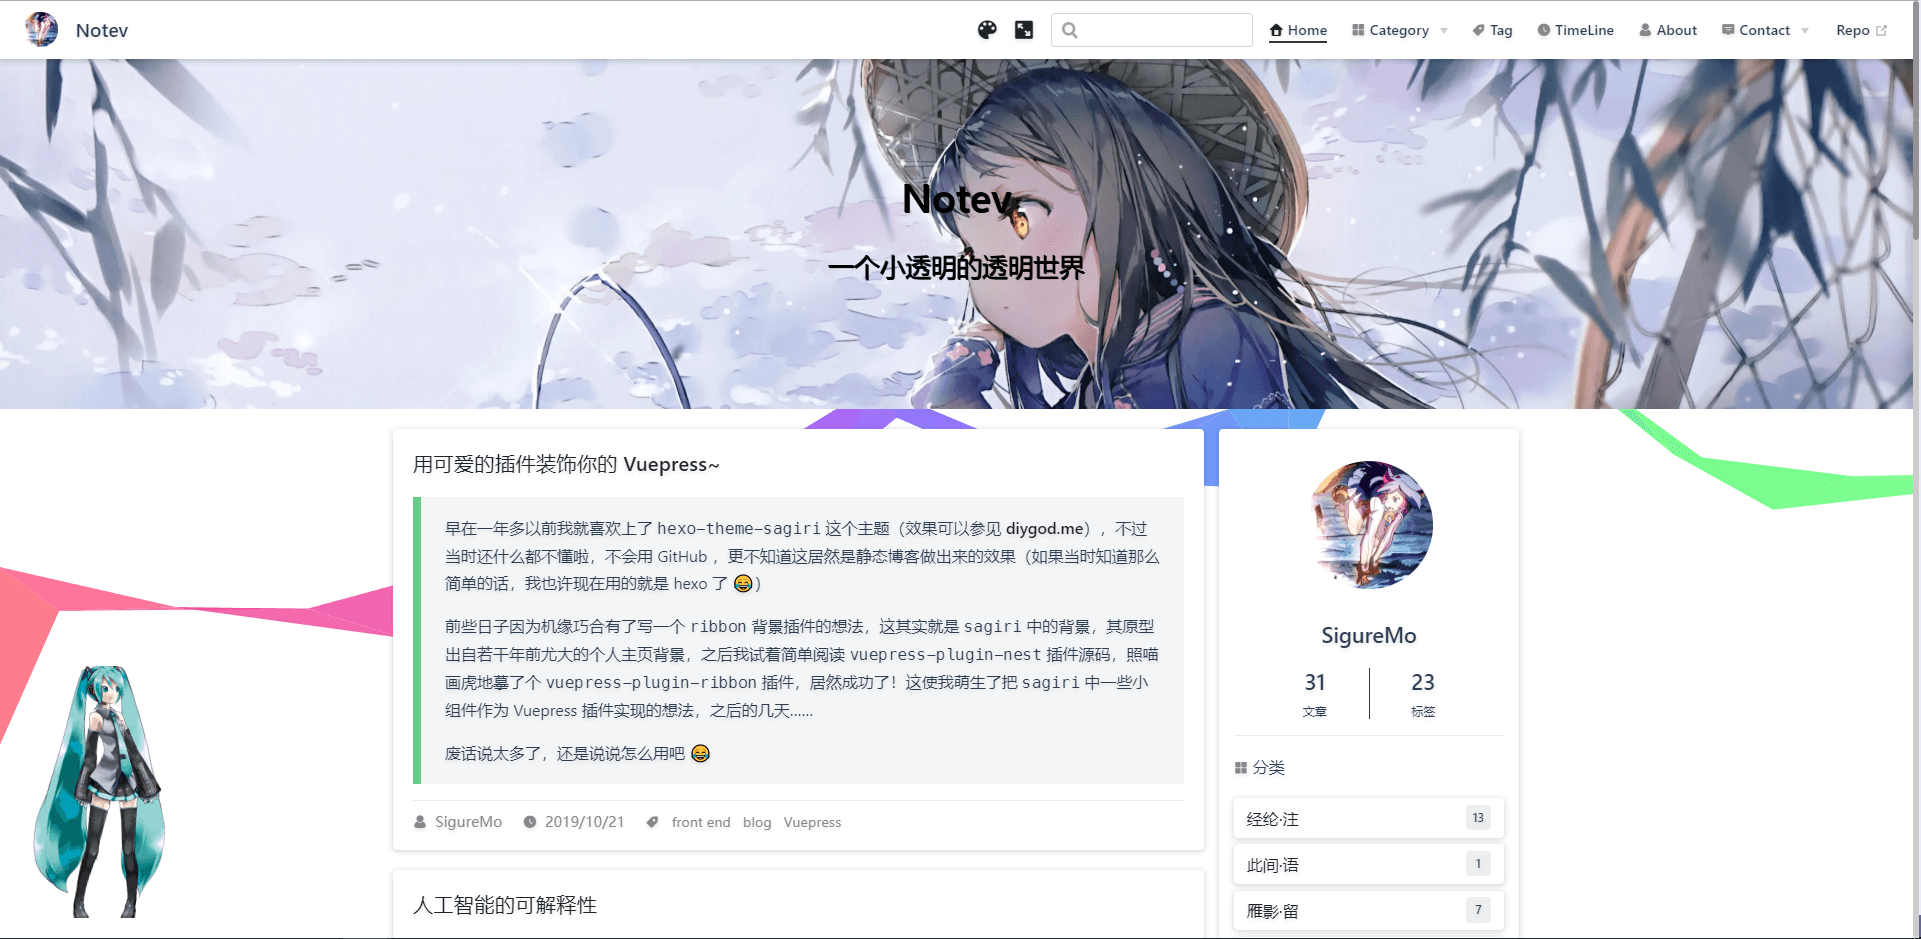 Notev
Home
Category
Tag
TimeLine
About
Contact
Repo
Notev
一个小透明的透明世界
用可爱的插件装饰你的 Vuepress~
早在一年多以前我就喜欢上了 hexo-theme-sagiri 这个主题（效果可以参见 diygod.me），不过
当时还什么都不懂啦，不会用 GitHub ，更不知道这居然是静态博客做出来的效果（如果当时知道那么
简单的话，我也许现在用的就是 hexo 了 😂）
前些日子因为机缘巧合有了写一个 ribbon 背景插件的想法，这其实就是 sagiri 中的背景，其原型
出自若干年前尤大的个人主页背景，之后我试着简单阅读 vuepress-plugin-nest 插件源码，照喵
画虎地摹了个 vuepress-plugin-ribbon 插件，居然成功了！这使我萌生了把 sagiri 中一些小
组件作为 Vuepress 插件实现的想法，之后的几天……
废话说太多了，还是说说怎么用吧 😂
SigureMo
2019/10/21
front end
blog
Vuepress
人工智能的可解释性
SigureMo
31
文章
23
标签
分类
经纶·注
13
此间·语
1
雁影·留
7